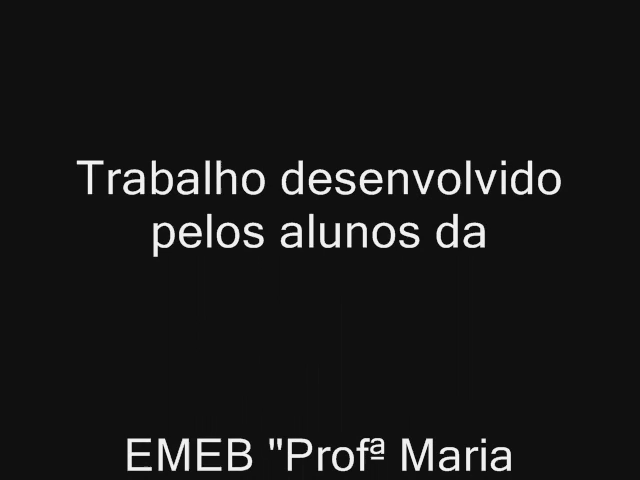 Trabalho desenvolvido
pelos alunos da
EMEB "Profª Maria